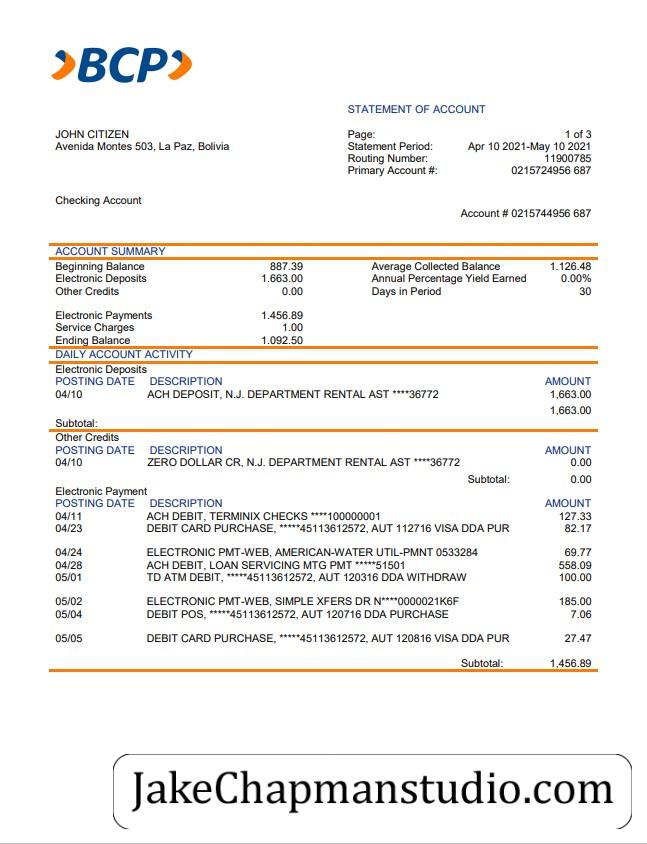 BCP
STATEMENT OF ACCOUNT
JOHN CITIZEN
Avenida Montes 503, La Paz, Bolivia
Page: 1 of 3
Statement Period: Apr 10 2021-May 10 2021
Routing Number: 11900785
Primary Account #: 0215724956 687
Checking Account
Account # 0215744956 687
ACCOUNT SUMMARY
Beginning Balance 887.39 Average Collected Balance 1.126.48
Electronic Deposits 1.663.00 Annual Percentage Yield Earned 0.00%
Other Credits 0.00 Days in Period 30
Electronic Payments 1.456.89
Service Charges 1.00
Ending Balance 1.092.50
DAILY ACCOUNT ACTIVITY
Electronic Deposits
POSTING DATE DESCRIPTION AMOUNT
04/10 ACH DEPOSIT, N.J. DEPARTMENT RENTAL AST ****36772 1,663.00
1,663.00
Subtotal:
Other Credits
POSTING DATE DESCRIPTION AMOUNT
04/10 ZERO DOLLAR CR, N.J. DEPARTMENT RENTAL AST ****36772 0.00
Subtotal: 0.00
Electronic Payment
POSTING DATE DESCRIPTION AMOUNT
04/11 ACH DEBIT, TERMINIX CHECKS ****100000001 127.33
04/23 DEBIT CARD PURCHASE, *****45113612572, AUT 112716 VISA DDA PUR 82.17
04/24 ELECTRONIC PMT-WEB, AMERICAN-WATER UTIL-PMNT 0533284 69.77
04/28 ACH DEBIT, LOAN SERVICING MTG PMT *****51501 558.09
05/01 TD ATM DEBIT, *****45113612572, AUT 120316 DDA WITHDRAW 100.00
05/02 ELECTRONIC PMT-WEB, SIMPLE XFERS DR N****0000021K6F 185.00
05/04 DEBIT POS, *****45113612572, AUT 120716 DDA PURCHASE 7.06
05/05 DEBIT CARD PURCHASE, *****45113612572, AUT 120816 VISA DDA PUR 27.47
Subtotal: 1,456.89
JakeChapmanstudio.com